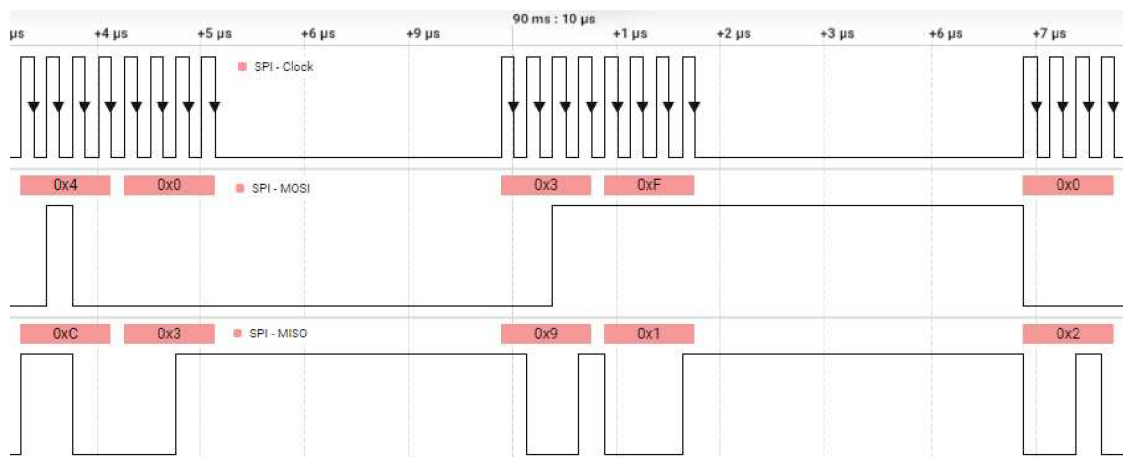 90 ms : 10 µs
µs +4 µs +5 µs +6 µs +9 µs +1 µs +2 µs +3 µs +6 µs +7 µs
SPI - Clock
0x4 0x0 SPI - MOSI 0x3 0xF 0x0
0xC 0x3 SPI - MISO 0x9 0x1 0x2